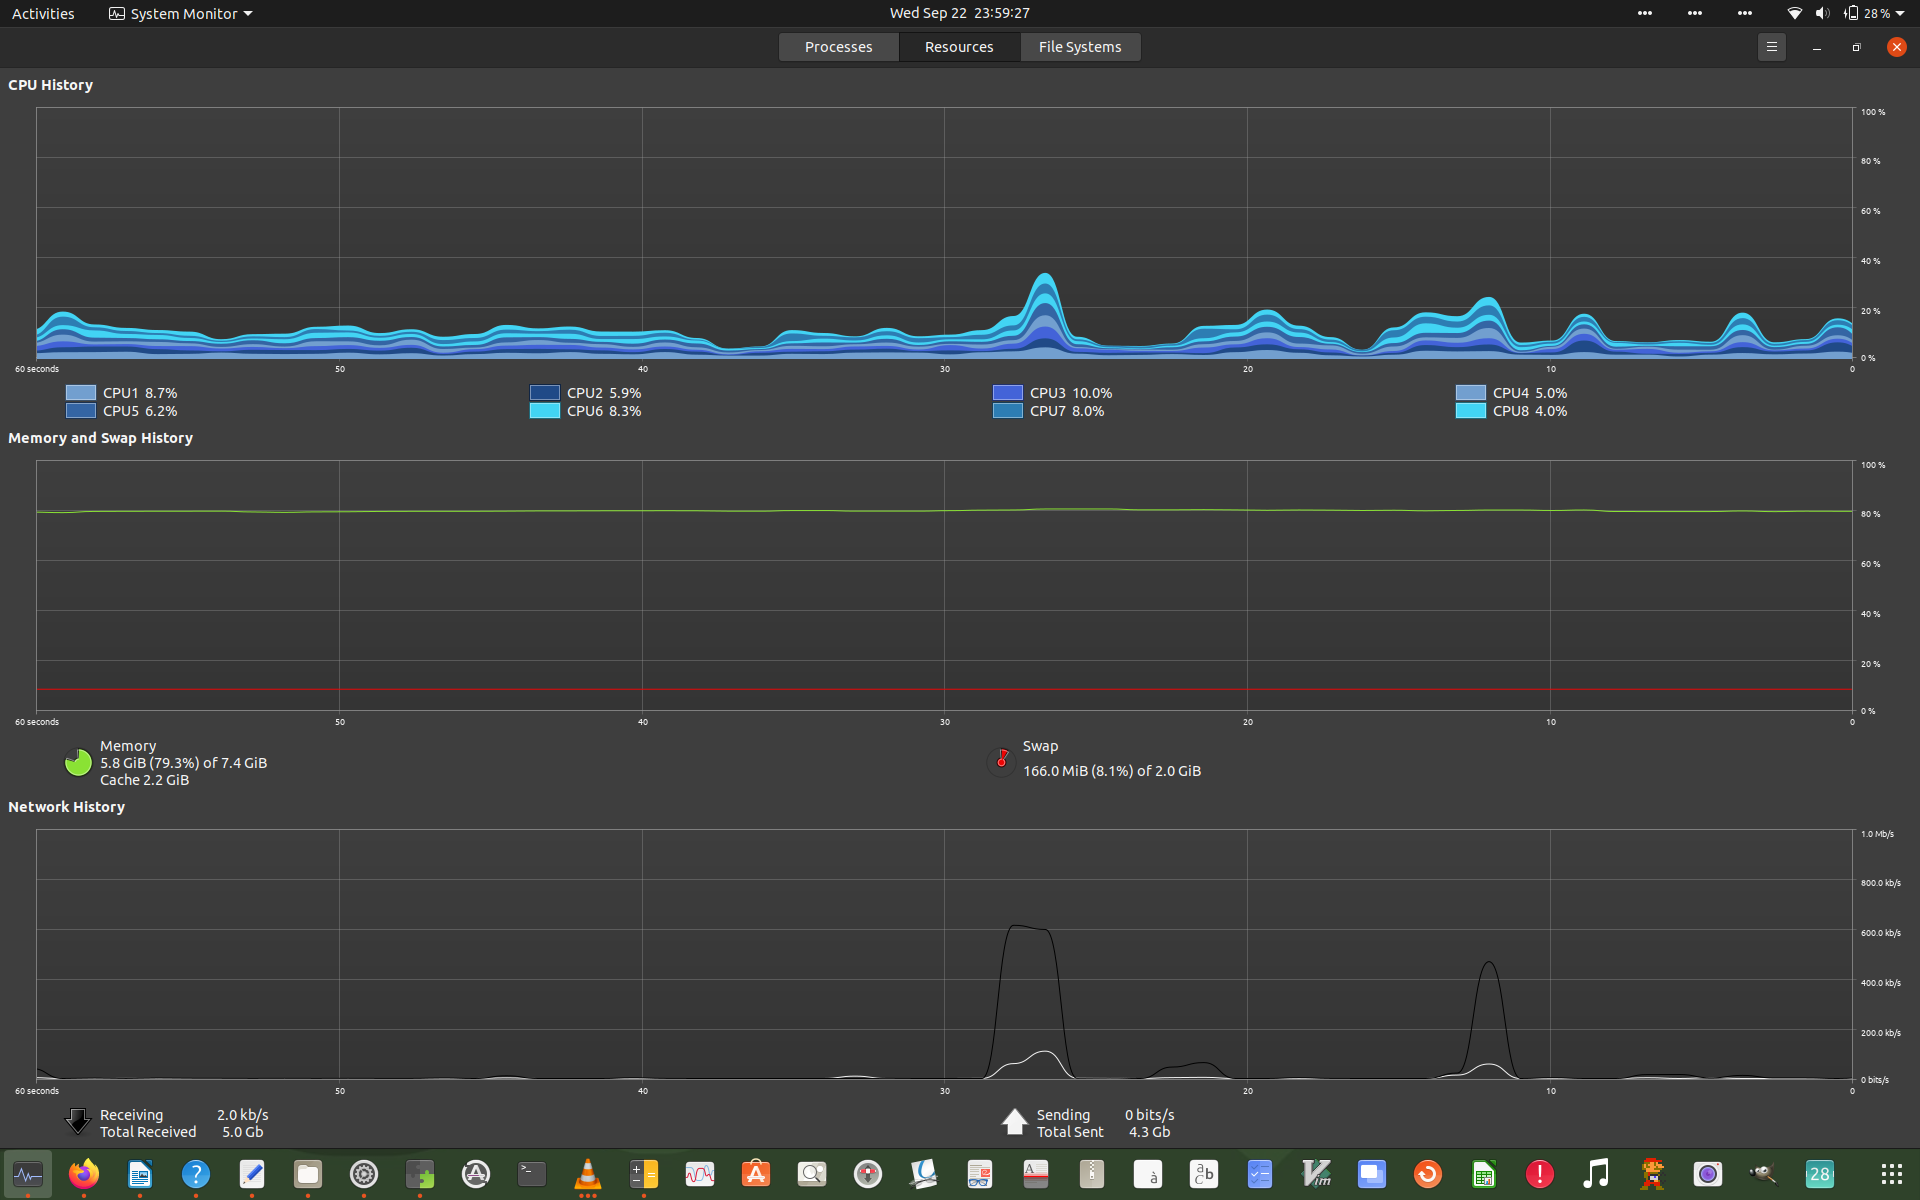 Activities System Monitor Wed Sep 22 23:59:27 28 %
Processes Resources File Systems
CPU History
100 %
80 %
60 %
40 %
20 %
0 %
60 seconds 50 40 30 20 10 0
CPU1 8.7% CPU2 5.9% CPU3 10.0% CPU4 5.0%
CPU5 6.2% CPU6 8.3% CPU7 8.0% CPU8 4.0%
Memory and Swap History
100 %
80 %
60 %
40 %
20 %
0 %
60 seconds 50 40 30 20 10 0
Memory Swap
5.8 GiB (79.3%) of 7.4 GiB 166.0 MiB (8.1%) of 2.0 GiB
Cache 2.2 GiB
Network History
1.0 Mb/s
800.0 kb/s
600.0 kb/s
400.0 kb/s
200.0 kb/s
0 bits/s
60 seconds 50 40 30 20 10 0
Receiving 2.0 kb/s Sending 0 bits/s
Total Received 5.0 Gb Total Sent 4.3 Gb
? >_ A à a b c Vim ! 28